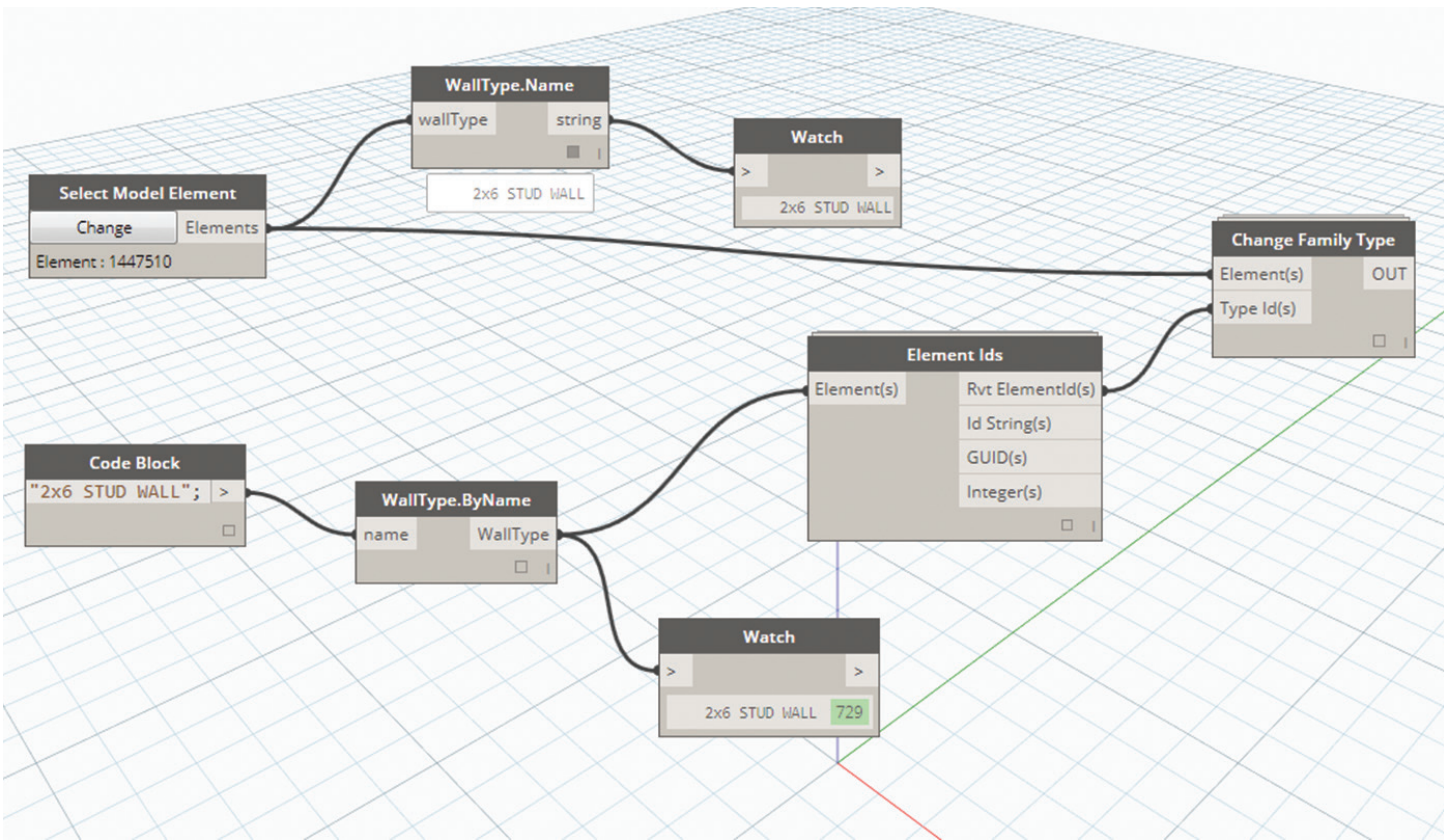 WallType.Name
wallType string
2x6 STUD WALL
Watch
> >
2x6 STUD WALL
Select Model Element
Change Elements
Element : 1447510
Change Family Type
Element(s) OUT
Type Id(s)
Element Ids
Element(s) Rvt ElementId(s)
Id String(s)
GUID(s)
Integer(s)
Code Block
"2x6 STUD WALL"; >
WallType.ByName
name WallType
Watch
> >
2x6 STUD WALL 729